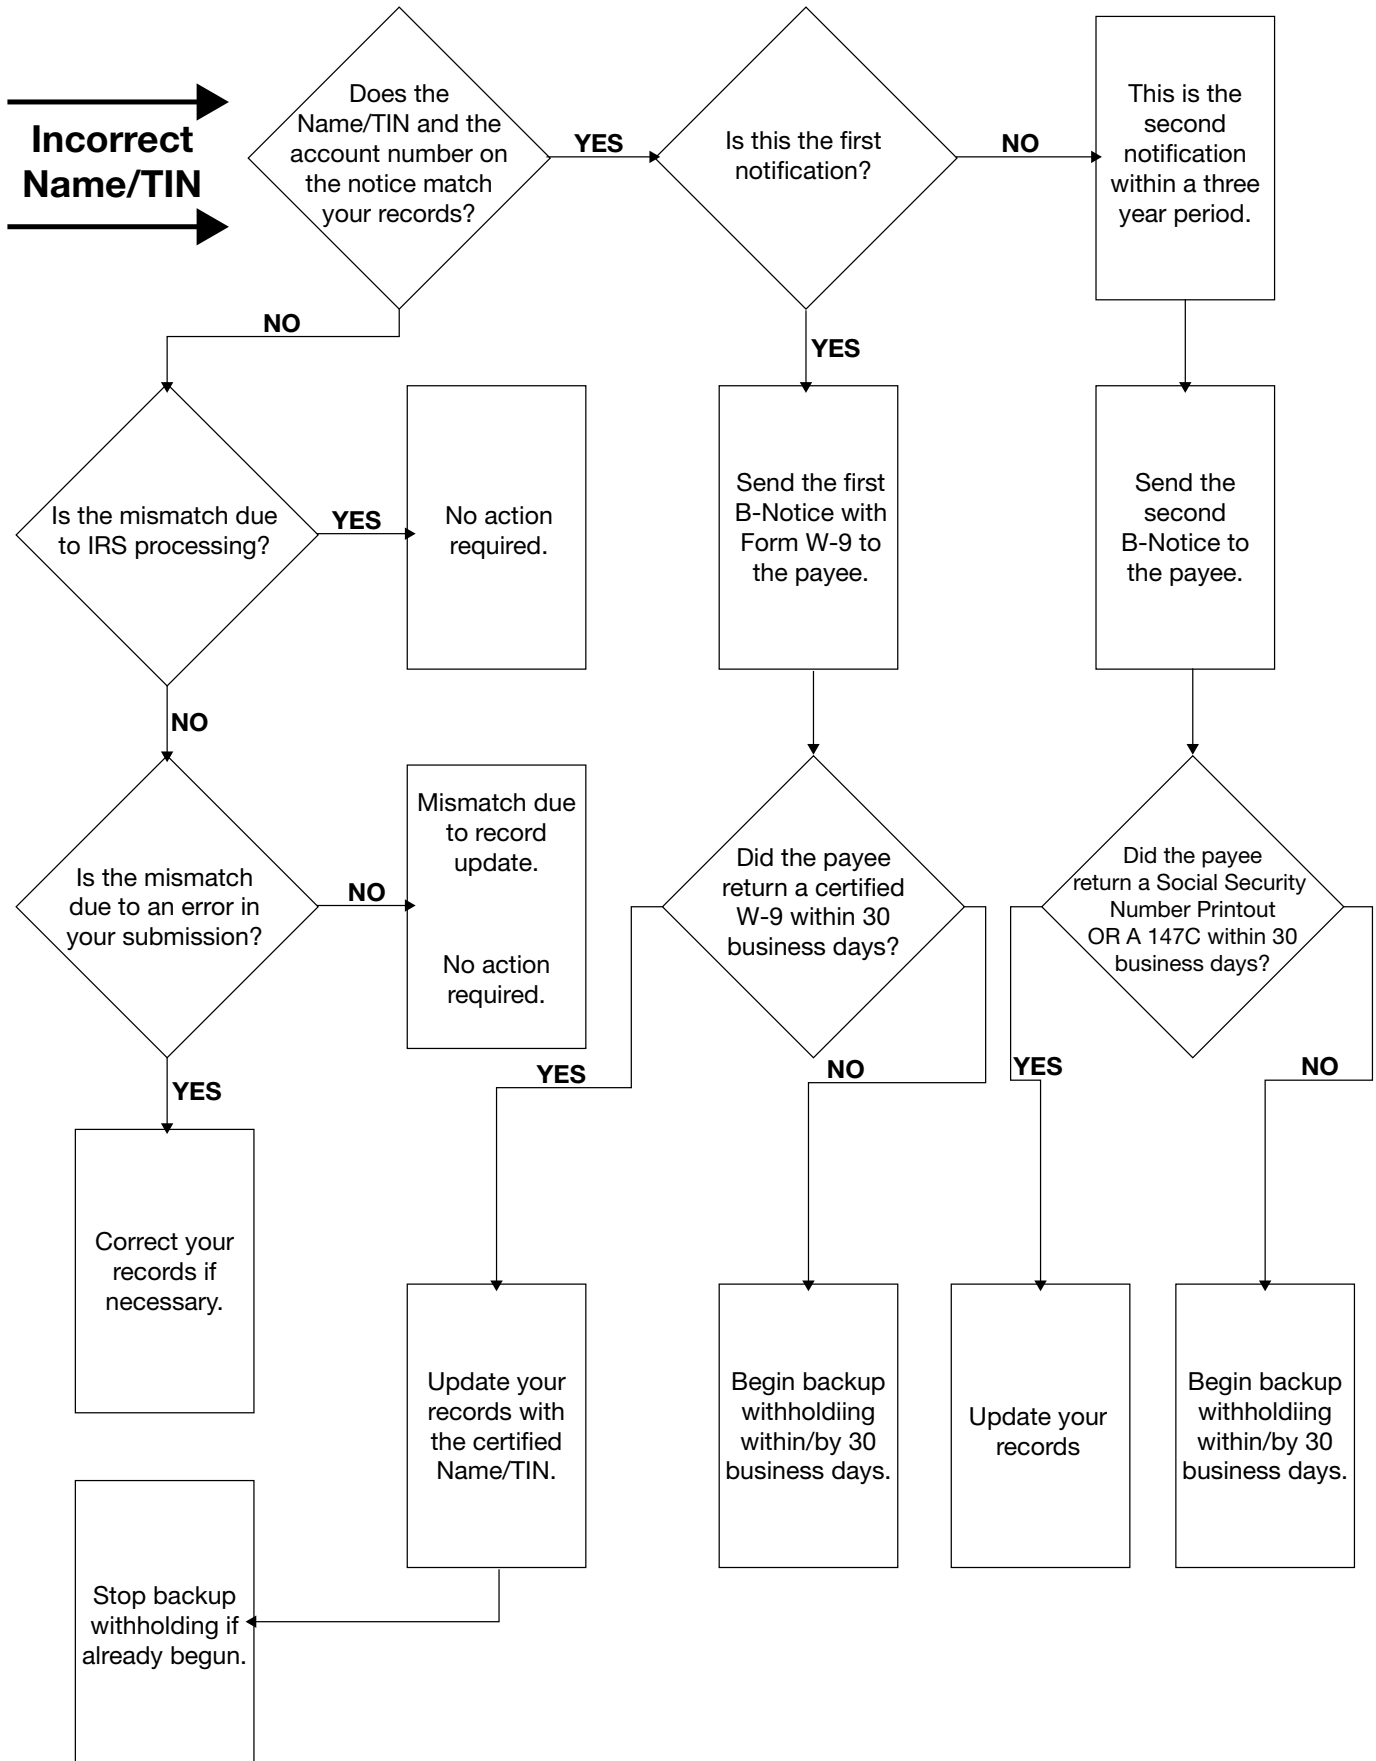 Incorrect
Name/TIN
Does the
Name/TIN and the
account number on
the notice match
your records?
YES
Is this the first
notification?
NO
This is the
second
notification
within a three
year period.
NO
YES
Is the mismatch due
to IRS processing?
YES
No action
required.
Send the first
B-Notice with
Form W-9 to
the payee.
Send the
second
B-Notice to
the payee.
NO
Is the mismatch
due to an error in
your submission?
NO
Mismatch due
to record
update.
No action
required.
Did the payee
return a certified
W-9 within 30
business days?
Did the payee
return a Social Security
Number Printout
OR A 147C within 30
business days?
YES
YES
NO
YES
NO
Correct your
records if
necessary.
Update your
records with
the certified
Name/TIN.
Begin backup
withholdiing
within/by 30
business days.
Update your
records
Begin backup
withholdiing
within/by 30
business days.
Stop backup
withholding if
already begun.